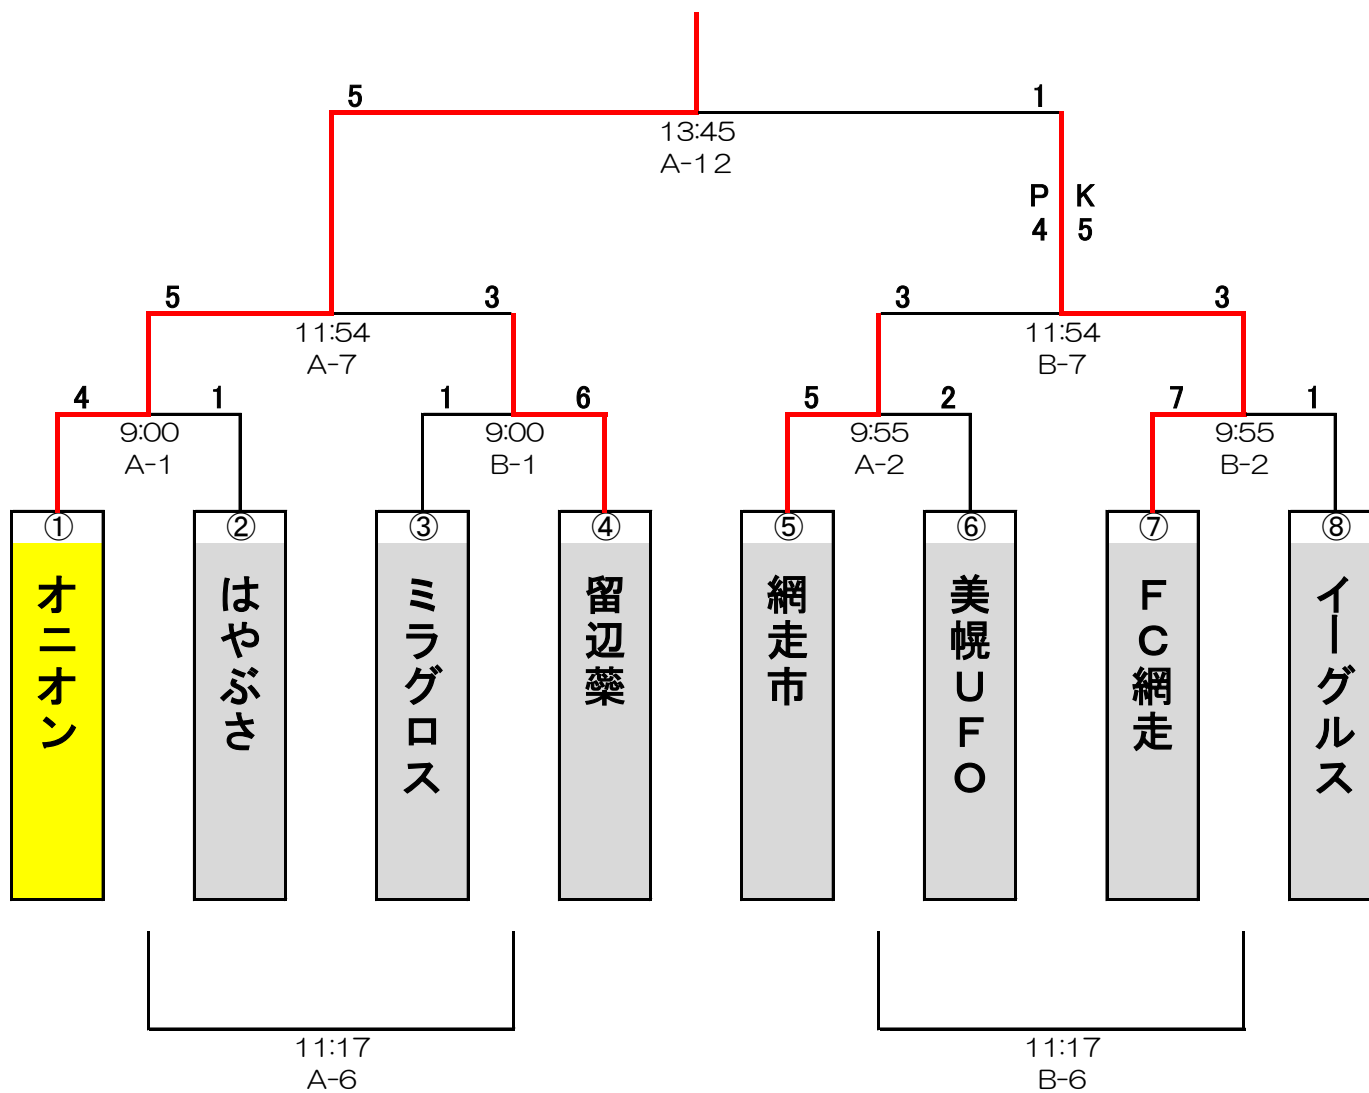 5 1
13:45
A-12
P K
4 5
5 3 3 3
11:54 11:54
A-7 B-7
4 1 1 6 5 2 7 1
9:00 9:00 9:55 9:55
A-1 B-1 A-2 B-2
① ② ③ ④ ⑤ ⑥ ⑦ ⑧
オニオン
はやぶさ
ミラグロス
留辺蘂
網走市
美幌UFO
FC網走
イーグルス
11:17 11:17
A-6 B-6